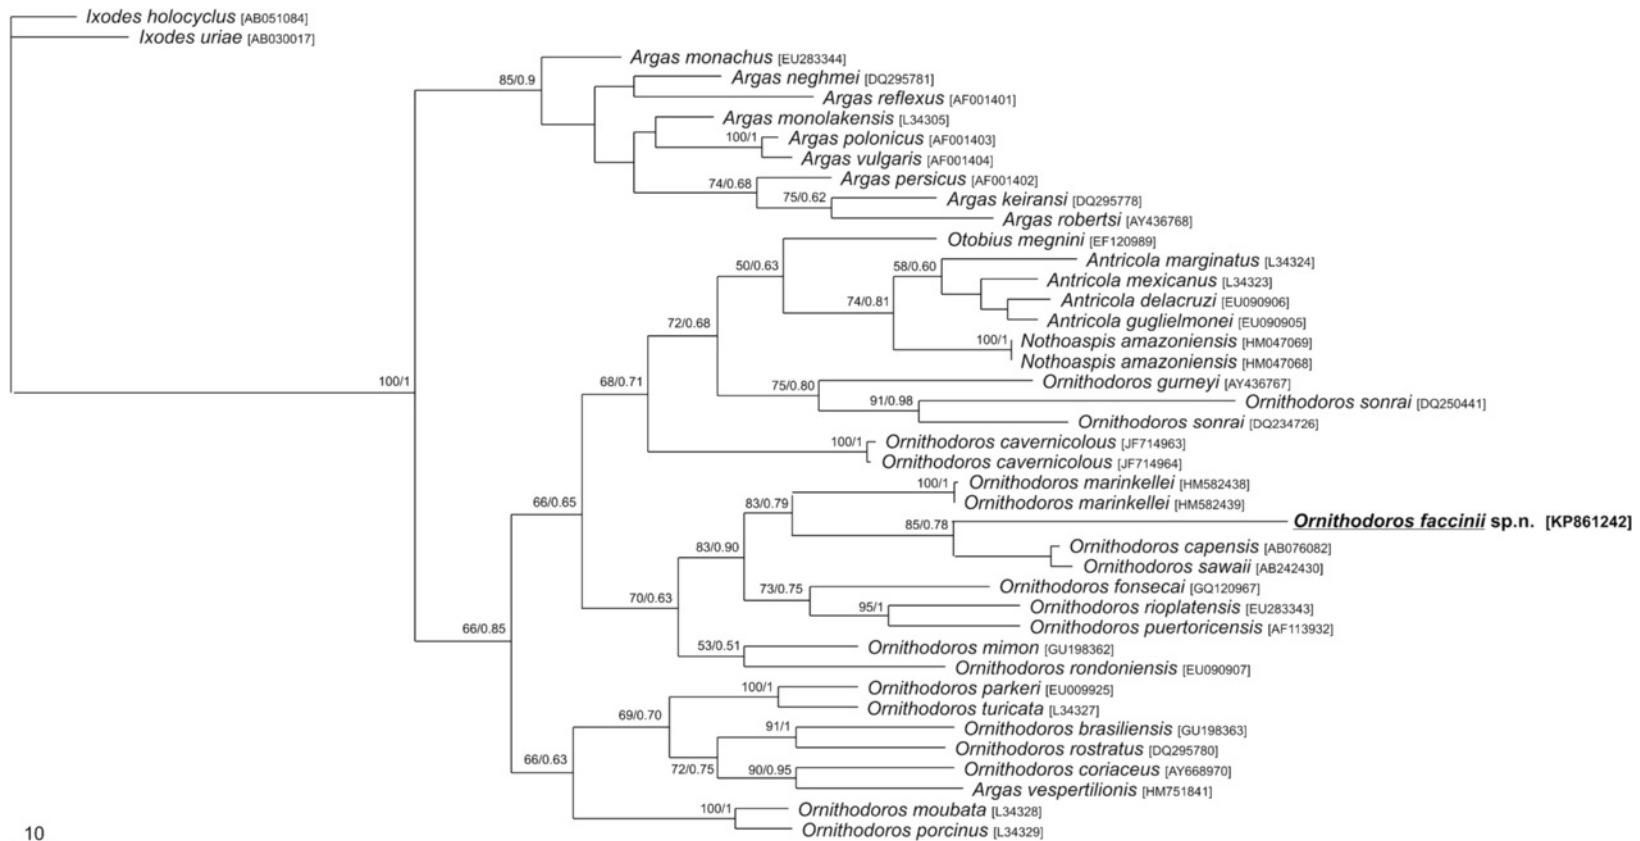 Ixodes holocyclus [AB051084]
Ixodes uriae [AB030017]
Argas monachus [EU283344]
85/0.9
Argas neghmei [DQ295781]
Argas reflexus [AF001401]
Argas monolakensis [L34305]
100/1
Argas polonicus [AF001403]
Argas vulgaris [AF001404]
74/0.68
Argas persicus [AF001402]
75/0.62
Argas keiransi [DQ295778]
Argas robertsi [AY436768]
Otobius megnini [EF120989]
50/0.63
58/0.60
Antricola marginatus [L34324]
Antricola mexicanus [L34323]
74/0.81
Antricola delacruzi [EU090906]
72/0.68
Antricola guglielmonei [EU090905]
100/1
Nothoaspis amazoniensis [HM047069]
Nothoaspis amazoniensis [HM047068]
100/1
68/0.71
75/0.80
Ornithodoros gurneyi [AY436767]
91/0.98
Ornithodoros sonrai [DQ250441]
Ornithodoros sonrai [DQ234726]
100/1
Ornithodoros cavernicolous [JF714963]
Ornithodoros cavernicolous [JF714964]
100/1
Ornithodoros marinkellei [HM582438]
66/0.65
83/0.79
Ornithodoros marinkellei [HM582439]
85/0.78
Ornithodoros faccinii sp.n. [KP861242]
83/0.90
Ornithodoros capensis [AB076082]
Ornithodoros sawaii [AB242430]
73/0.75
Ornithodoros fonsecai [GQ120967]
70/0.63
95/1
Ornithodoros rioplatensis [EU283343]
66/0.85
Ornithodoros puertoricensis [AF113932]
53/0.51
Ornithodoros mimon [GU198362]
Ornithodoros rondoniensis [EU090907]
100/1
Ornithodoros parkeri [EU009925]
69/0.70
Ornithodoros turicata [L34327]
91/1
Ornithodoros brasiliensis [GU198363]
Ornithodoros rostratus [DQ295780]
66/0.63
72/0.75
90/0.95
Ornithodoros coriaceus [AY668970]
Argas vespertilionis [HM751841]
100/1
Ornithodoros moubata [L34328]
Ornithodoros porcinus [L34329]
10